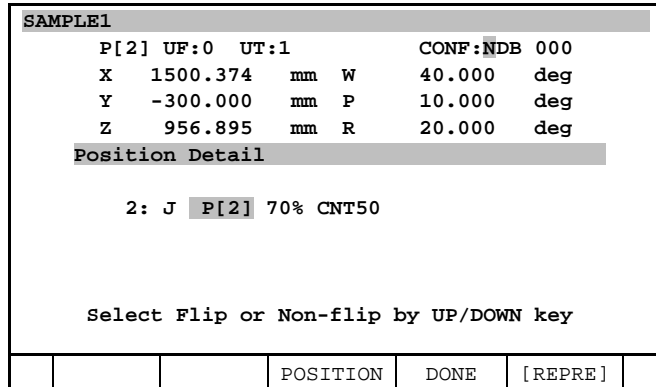 SAMPLE1
P[2] UF:0 UT:1 CONF:NDB 000
X 1500.374 mm W 40.000 deg
Y -300.000 mm P 10.000 deg
Z 956.895 mm R 20.000 deg
Position Detail
2: J P[2] 70% CNT50
Select Flip or Non-flip by UP/DOWN key
POSITION DONE [REPRE]